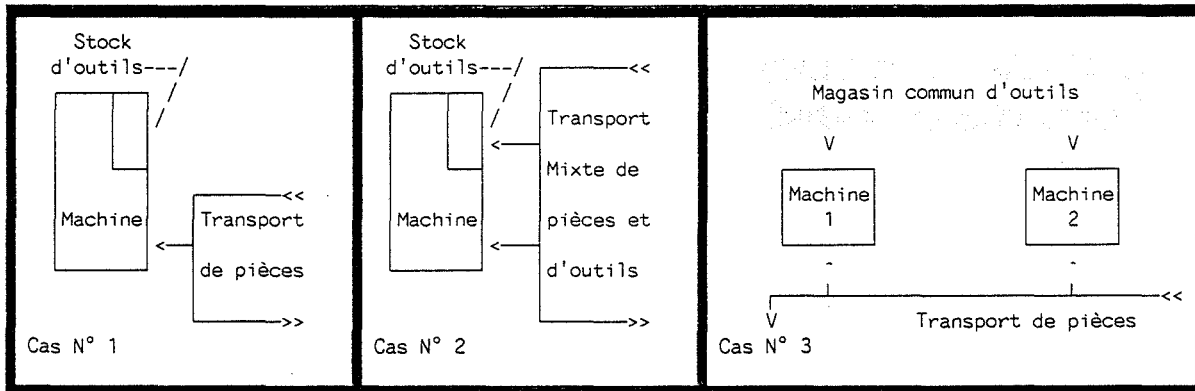 Stock
d'outils
Machine
Transport
de pièces
Cas N° 1
Stock
d'outils
Machine
Transport
Mixte de
pièces et
d'outils
Cas N° 2
Magasin commun d'outils
Machine
1
Machine
2
Transport de pièces
Cas N° 3